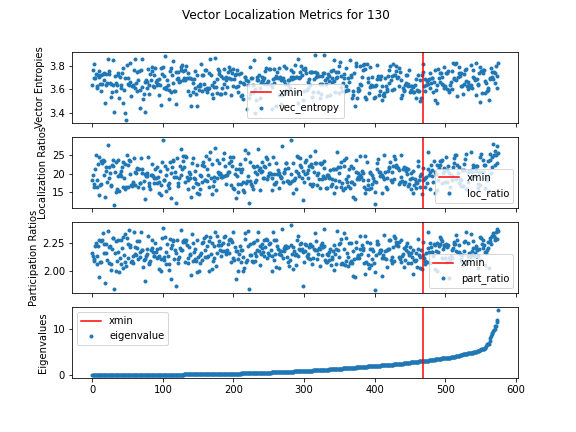 Vector Localization Metrics for 130
Vector Entropies
3.8
3.6
3.4
xmin
vec_entropy
Localization Ratios
25
20
15
xmin
loc_ratio
Participation Ratios
2.25
2.00
xmin
part_ratio
Eigenvalues
10
0
xmin
eigenvalue
0 100 200 300 400 500 600